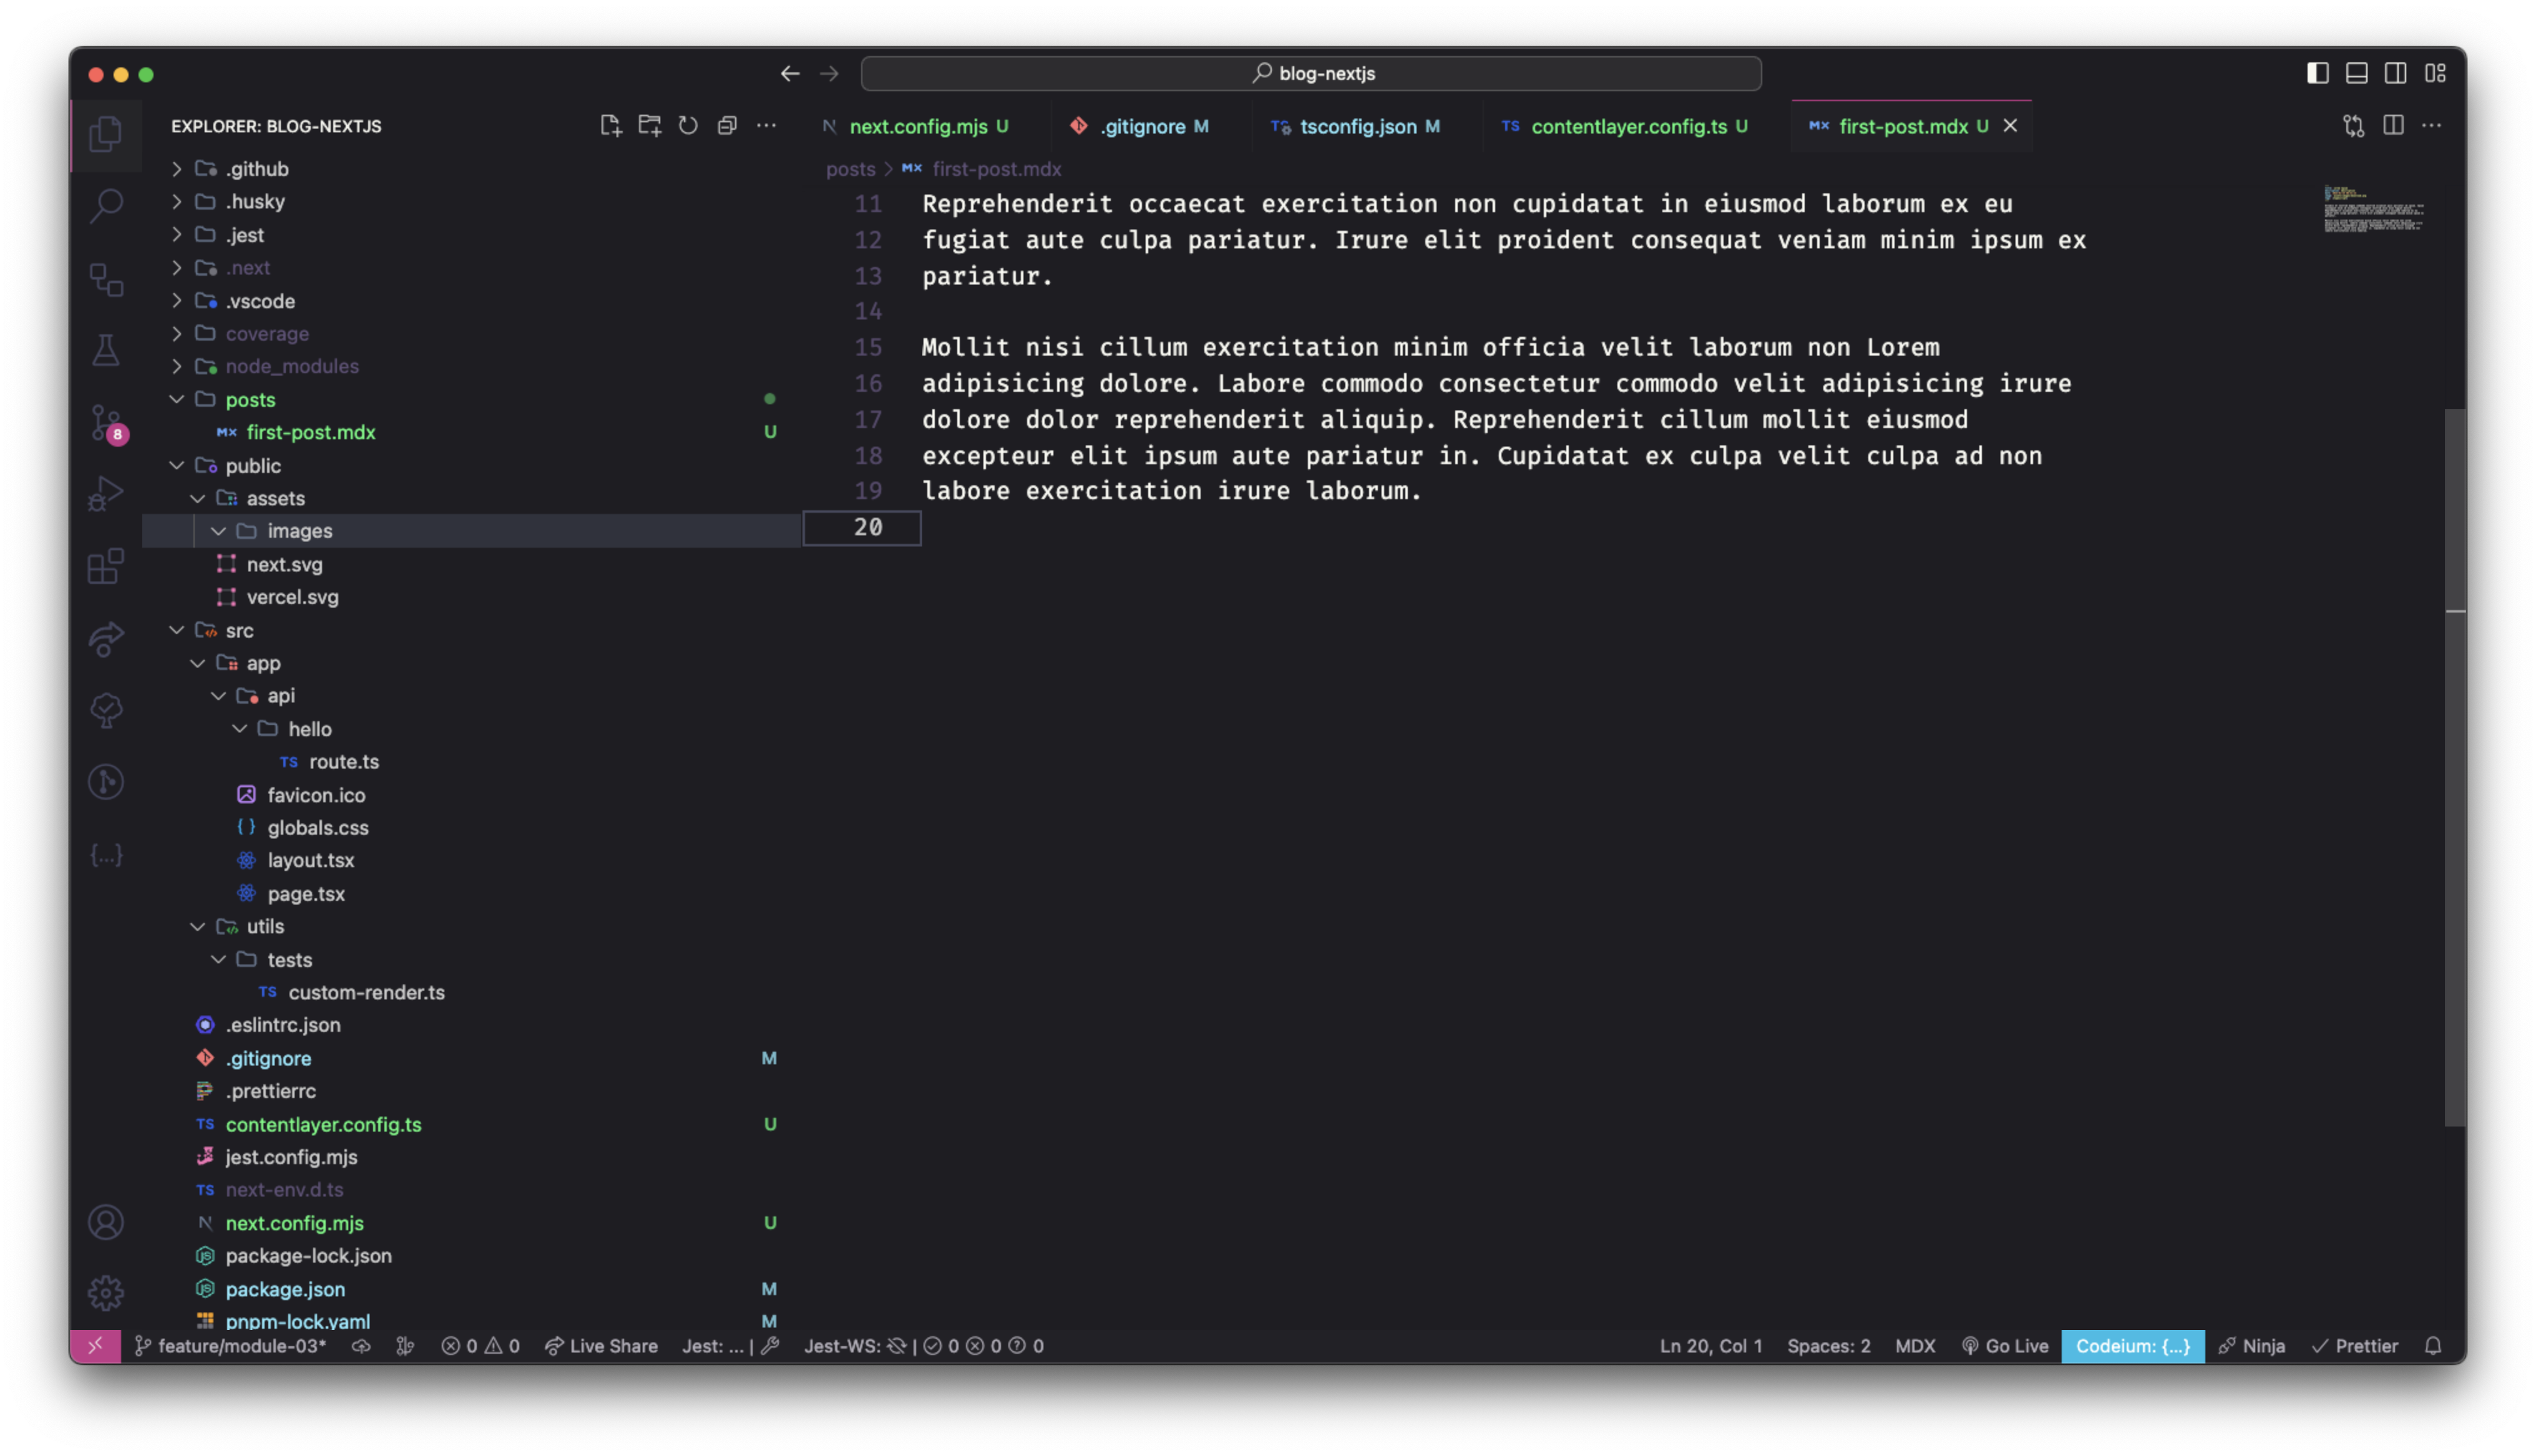 blog-nextjs
EXPLORER: BLOG-NEXTJS
next.config.mjs U
.gitignore M
tsconfig.json M
contentlayer.config.ts U
first-post.mdx U
posts > first-post.mdx
.github
.husky
.jest
.next
.vscode
coverage
node_modules
posts
first-post.mdx U
public
assets
images
next.svg
vercel.svg
src
app
api
hello
TS route.ts
favicon.ico
globals.css
layout.tsx
page.tsx
utils
tests
TS custom-render.ts
.eslintrc.json
.gitignore M
.prettierrc
TS contentlayer.config.ts U
jest.config.mjs
TS next-env.d.ts
next.config.mjs U
package-lock.json
package.json M
pnpm-lock.yaml M
8
11 Reprehenderit occaecat exercitation non cupidatat in eiusmod laborum ex eu
12 fugiat aute culpa pariatur. Irure elit proident consequat veniam minim ipsum ex
13 pariatur.
14
15 Mollit nisi cillum exercitation minim officia velit laborum non Lorem
16 adipisicing dolore. Labore commodo consectetur commodo velit adipisicing irure
17 dolore dolor reprehenderit aliquip. Reprehenderit cillum mollit eiusmod
18 excepteur elit ipsum aute pariatur in. Cupidatat ex culpa velit culpa ad non
19 labore exercitation irure laborum.
20
feature/module-03* 0 0 Live Share Jest: ... | Jest-WS: | 0 0 0 Ln 20, Col 1 Spaces: 2 MDX Go Live Codeium: {...} Ninja Prettier